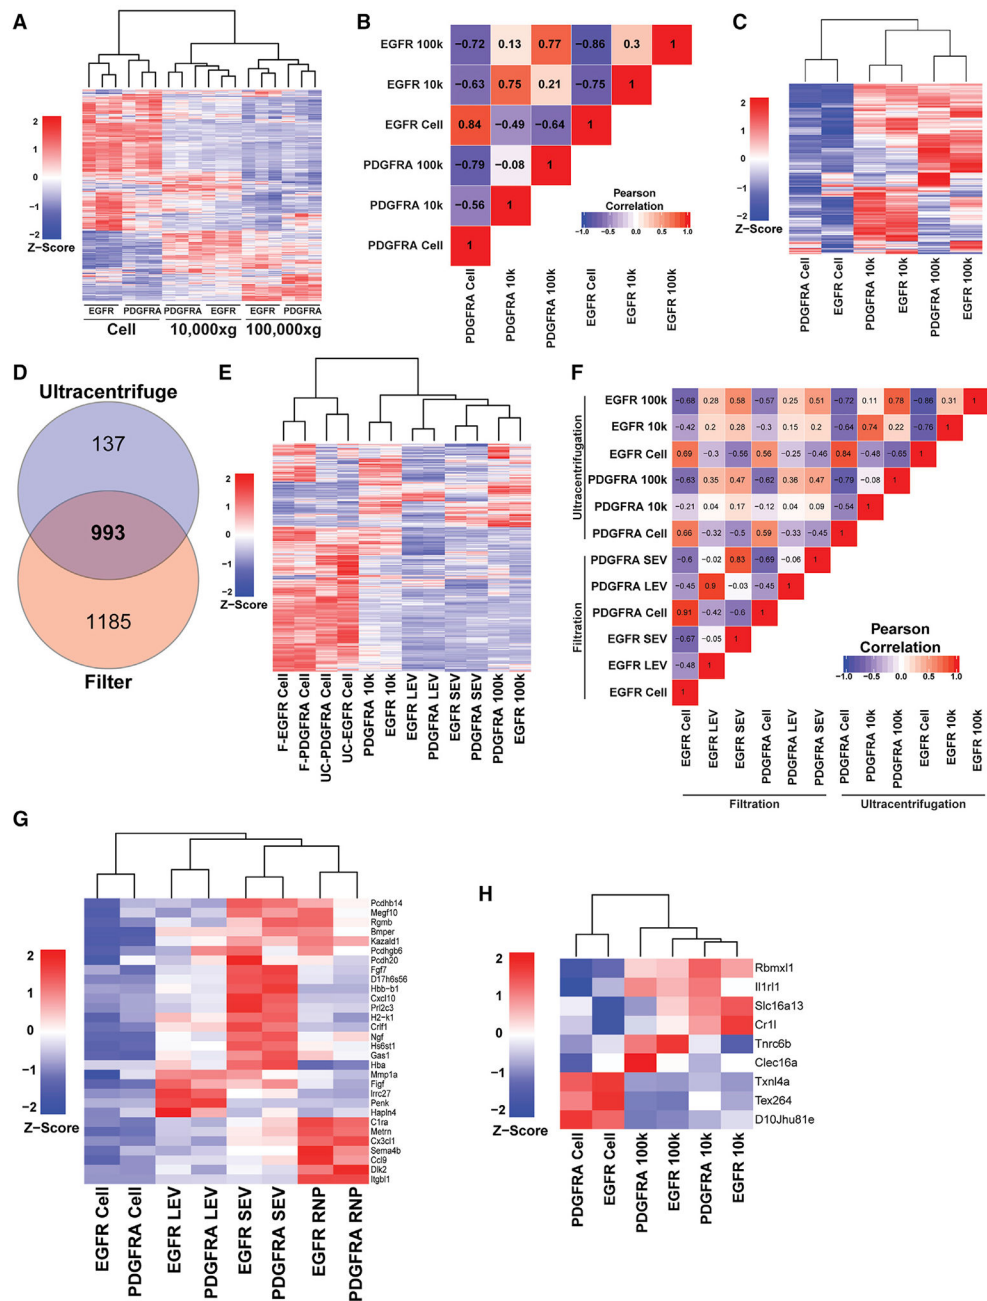 A
2
1
0
−1
−2
Z-Score
EGFR PDGFRA PDGFRA EGFR EGFR PDGFRA
Cell 10,000xg 100,000xg
B
EGFR 100k −0.72 0.13 0.77 −0.86 0.3 1
EGFR 10k −0.63 0.75 0.21 −0.75 1
EGFR Cell 0.84 −0.49 −0.64 1
PDGFRA 100k −0.79 −0.08 1
PDGFRA 10k −0.56 1
PDGFRA Cell 1
Pearson
Correlation
−1.0 −0.5 0.0 0.5 1.0
PDGFRA Cell
PDGFRA 10k
PDGFRA 100k
EGFR Cell
EGFR 10k
EGFR 100k
C
2
1
0
−1
−2
Z-Score
PDGFRA Cell
EGFR Cell
PDGFRA 10k
EGFR 10k
PDGFRA 100k
EGFR 100k
D
Ultracentrifuge
137
993
1185
Filter
E
2
1
0
−1
−2
Z-Score
F-EGFR Cell
F-PDGFRA Cell
UC-PDGFRA Cell
UC-EGFR Cell
PDGFRA 10k
EGFR 10k
EGFR LEV
PDGFRA LEV
EGFR SEV
PDGFRA SEV
PDGFRA 100k
EGFR 100k
F
Ultracentrifugation
Filtration
EGFR 100k −0.68 0.28 0.58 −0.57 0.25 0.51 −0.72 0.11 0.78 −0.86 0.31 1
EGFR 10k −0.42 0.2 0.28 −0.3 0.15 0.2 −0.64 0.74 0.22 −0.76 1
EGFR Cell 0.69 −0.3 −0.56 0.56 −0.25 −0.46 0.84 −0.48 −0.65 1
PDGFRA 100k −0.63 0.35 0.47 −0.62 0.36 0.47 −0.79 −0.08 1
PDGFRA 10k −0.21 0.04 0.17 −0.12 0.04 0.09 −0.54 1
PDGFRA Cell 0.66 −0.32 −0.5 0.59 −0.33 −0.45 1
PDGFRA SEV −0.6 −0.02 0.83 −0.69 −0.06 1
PDGFRA LEV −0.45 0.9 −0.03 −0.45 1
PDGFRA Cell 0.91 −0.42 −0.6 1
EGFR SEV −0.67 −0.05 1
EGFR LEV −0.48 1
EGFR Cell 1
Pearson
Correlation
−1.0 −0.5 0.0 0.5 1.0
EGFR Cell
EGFR LEV
EGFR SEV
PDGFRA Cell
PDGFRA LEV
PDGFRA SEV
PDGFRA Cell
PDGFRA 10k
PDGFRA 100k
EGFR Cell
EGFR 10k
EGFR 100k
Filtration Ultracentrifugation
G
2
1
0
−1
−2
Z-Score
Pcdhb14
Megf10
Rgmb
Bmper
Kazald1
Pcdhgb6
Pcdh20
Fgf7
D17h6s56
Hbb-b1
Cxcl10
Prl2c3
H2-k1
Crif1
Ngf
Hs6st1
Gas1
Hba
Mmp1a
Figf
lrrc27
Penk
Hapln4
C1ra
Metrn
Cx3cl1
Sema4b
Ccl9
Dlk2
Itgbl1
EGFR Cell
PDGFRA Cell
EGFR LEV
PDGFRA LEV
EGFR SEV
PDGFRA SEV
EGFR RNP
PDGFRA RNP
H
2
1
0
−1
−2
Z-Score
Rbmxl1
Il1rl1
Slc16a13
Cr1l
Tnrc6b
Clec16a
Txnl4a
Tex264
D10Jhu81e
PDGFRA Cell
EGFR Cell
PDGFRA 100k
EGFR 100k
PDGFRA 10k
EGFR 10k